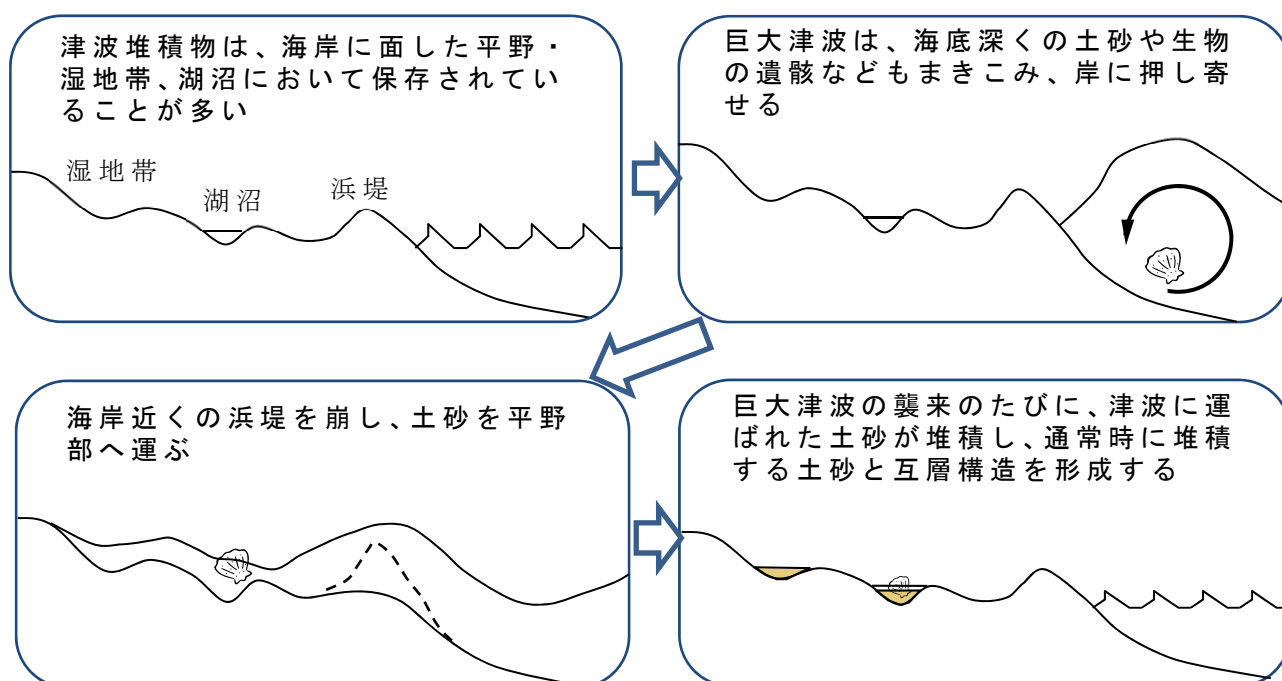 津波堆積物は、海岸に面した平野・
湿地帯、湖沼において保存されてい
ることが多い
湿地帯
湖沼
浜堤
巨大津波は、海底深くの土砂や生物
の遺骸などもまきこみ、岸に押し寄
せる
海岸近くの浜堤を崩し、土砂を平野
部へ運ぶ
巨大津波の襲来のたびに、津波に運
ばれた土砂が堆積し、通常時に堆積
する土砂と互層構造を形成する